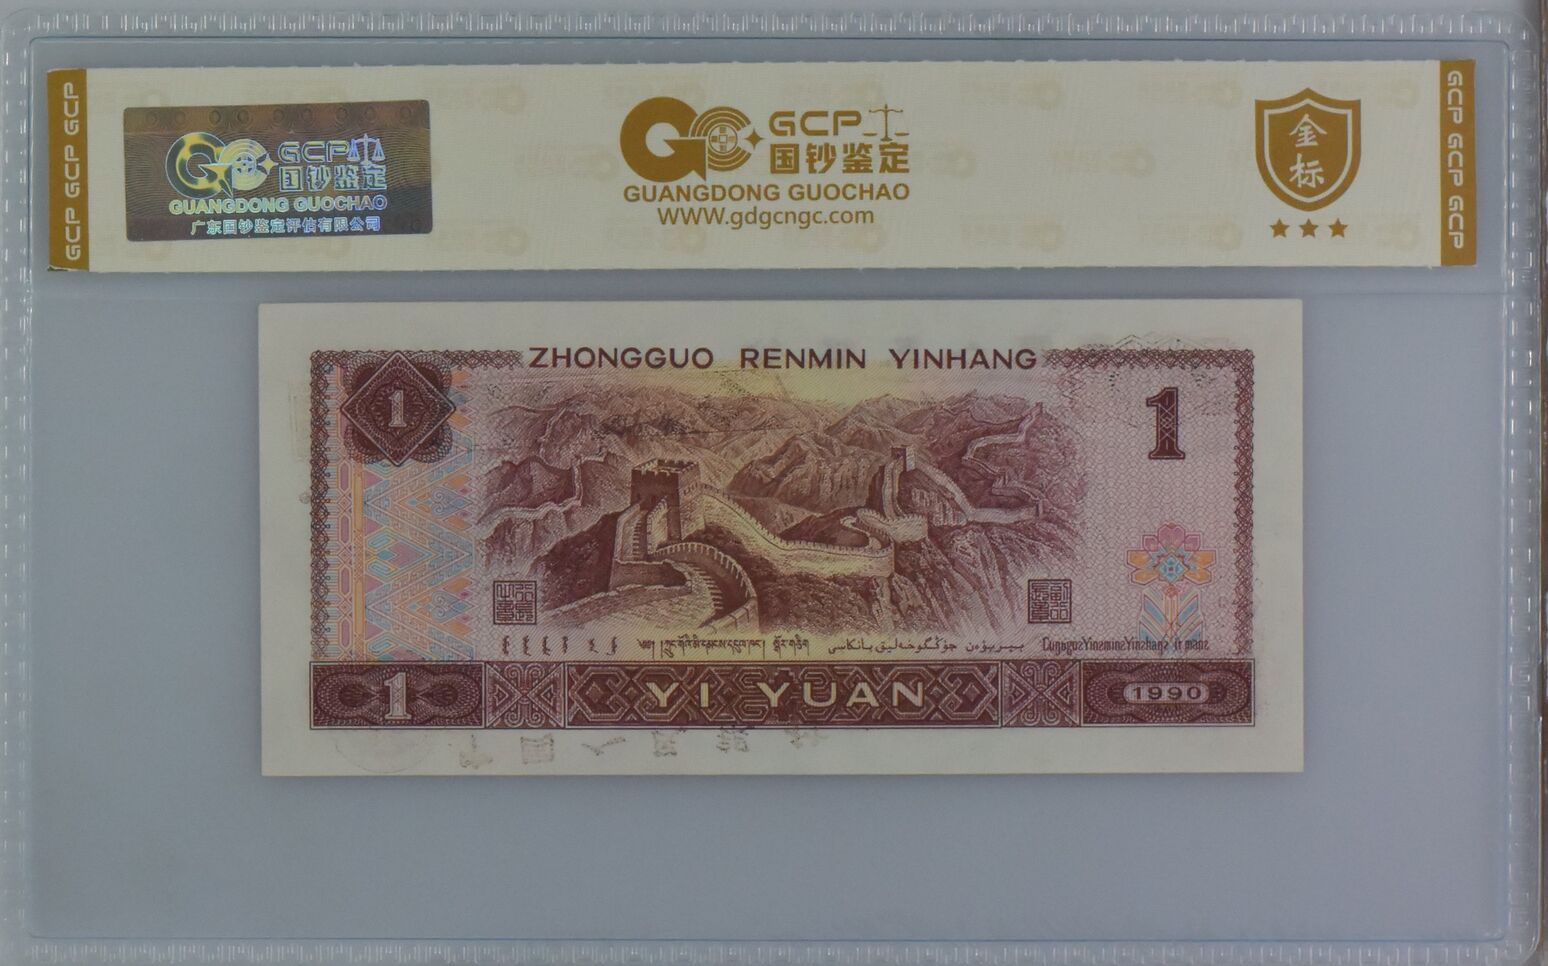 GCP GCP GCP
GCP
国钞鉴定
GUANGDONG GUOCHAO
广东国钞鉴定评估有限公司
GCP
国钞鉴定
GUANGDONG GUOCHAO
WWW.gdgcngc.com
金标
GCP GCP GCP
ZHONGGUO RENMIN YINHANG
1
1
1
YI YUAN
1990